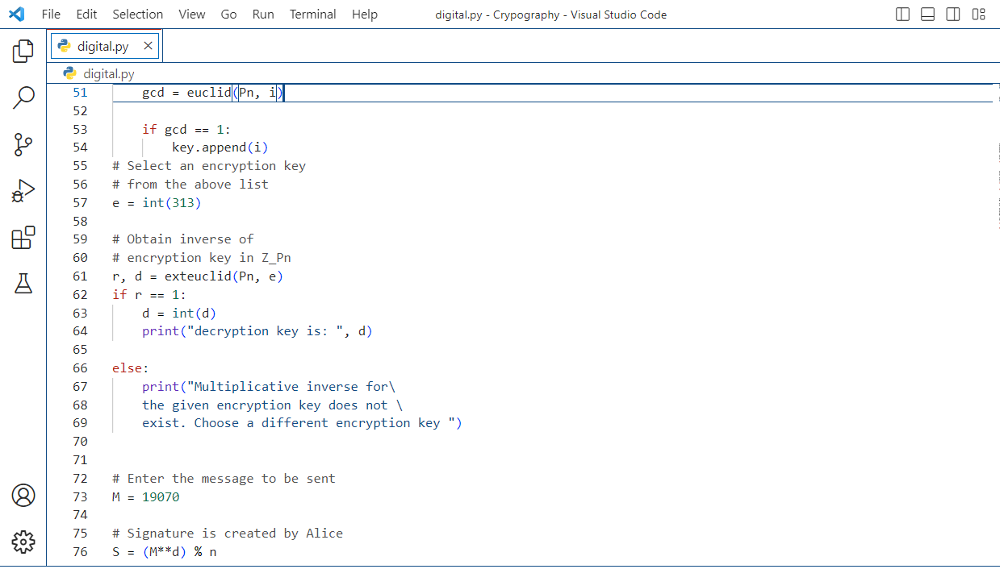 File Edit Selection View Go Run Terminal Help digital.py - Crypography - Visual Studio Code
digital.py
digital.py
51 gcd = euclid(Pn, i)
52
53 if gcd == 1:
54 key.append(i)
55 # Select an encryption key
56 # from the above list
57 e = int(313)
58
59 # Obtain inverse of
60 # encryption key in Z_Pn
61 r, d = exteuclid(Pn, e)
62 if r == 1:
63 d = int(d)
64 print("decryption key is: ", d)
65
66 else:
67 print("Multiplicative inverse for\
68 the given encryption key does not \
69 exist. Choose a different encryption key ")
70
71
72 # Enter the message to be sent
73 M = 19070
74
75 # Signature is created by Alice
76 S = (M**d) % n